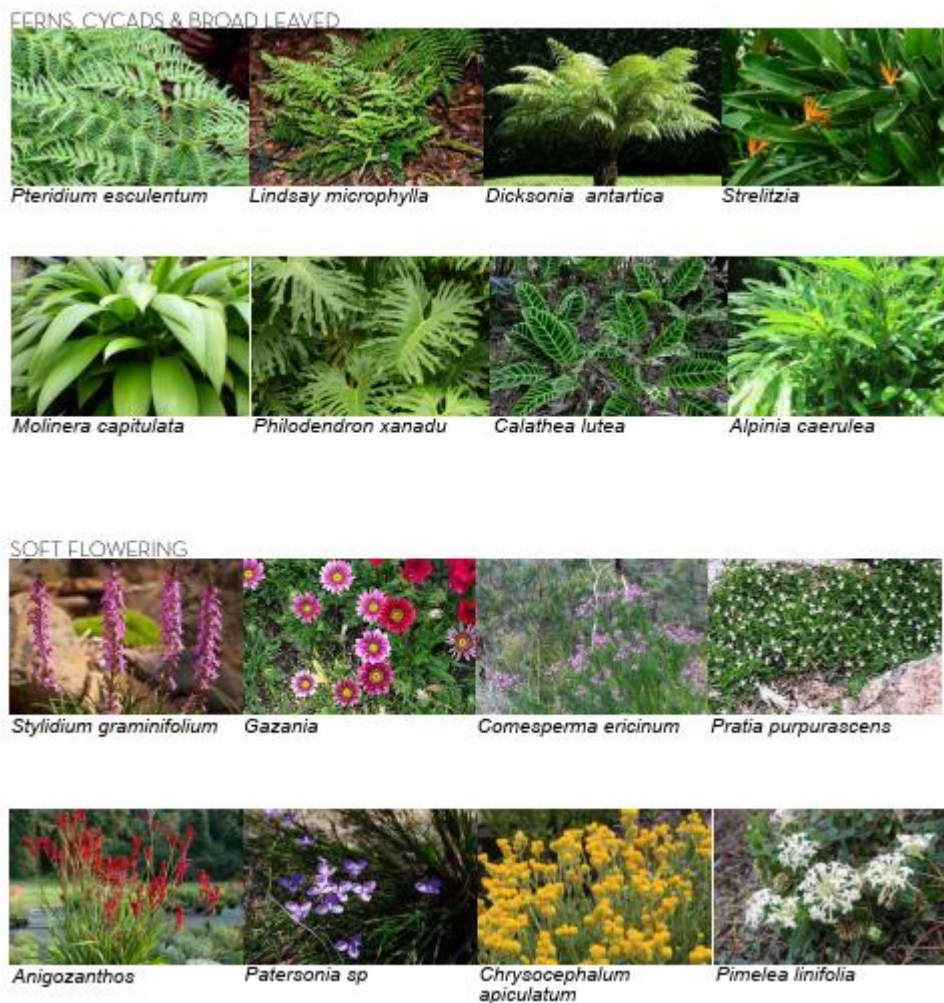 FERNS, CYCADS & BROAD LEAVED
Pteridium esculentum
Lindsay microphylla
Dicksonia antartica
Strelitzia
Molinera capitulata
Philodendron xanadu
Calathea lutea
Alpinia caerulea
SOFT FLOWERING
Stylidium graminifolium
Gazania
Comesperma ericinum
Pratia purpurascens
Anigozanthos
Patersonia sp
Chrysocephalum
apiculatum
Pimelea linifolia